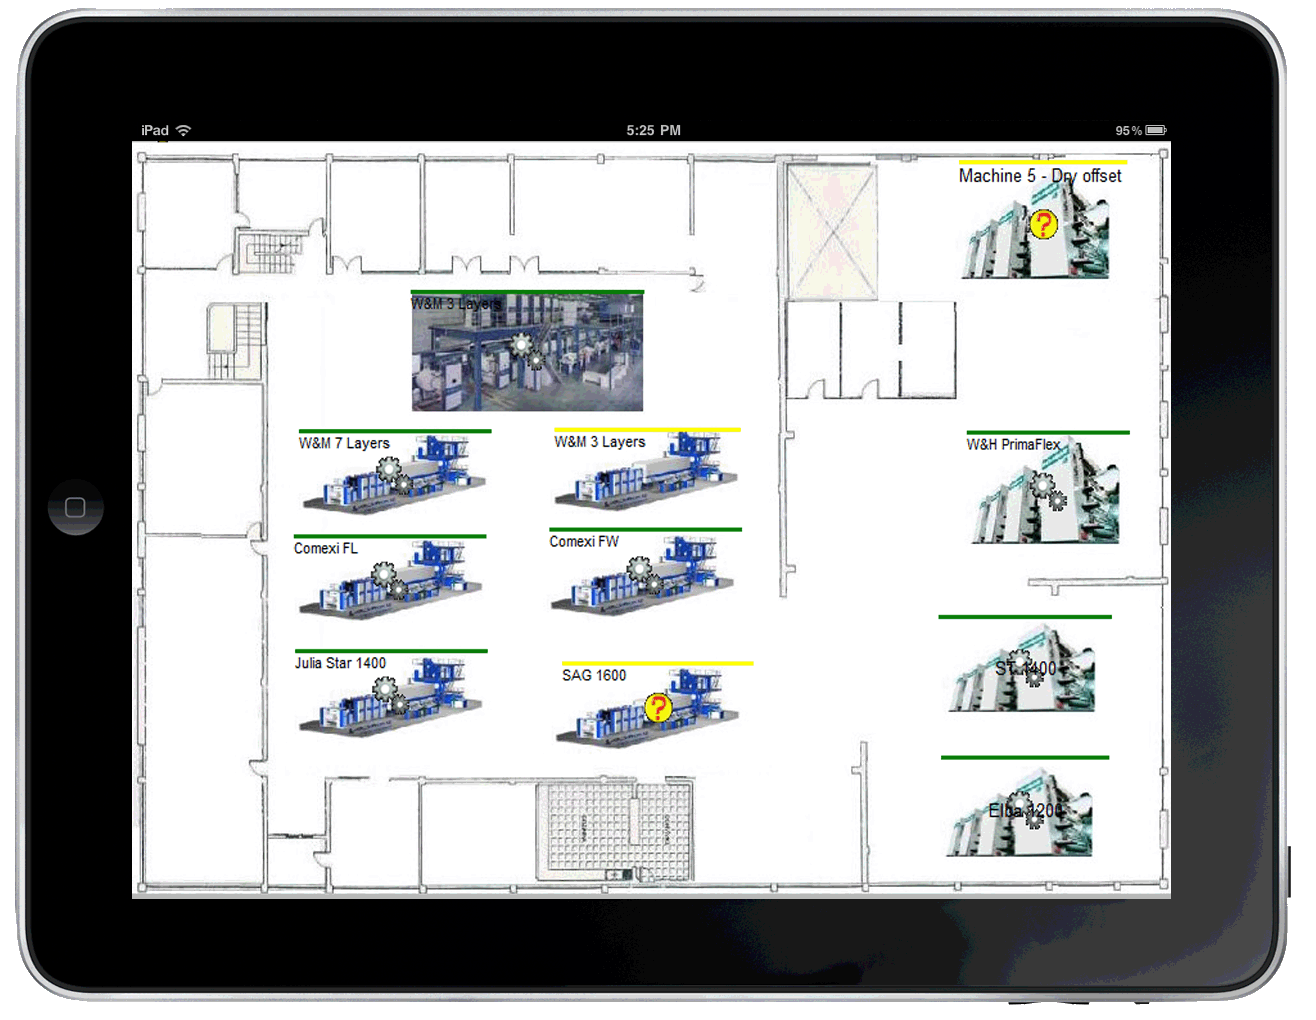 iPad
5:25 PM
95%
Machine 5 - Dry offset
W&M 3 Layers
W&M 7 Layers
W&M 3 Layers
W&H PrimaFlex
Comexi FL
Comexi FW
Julia Star 1400
SAG 1600
ST 1400
Elba 1200